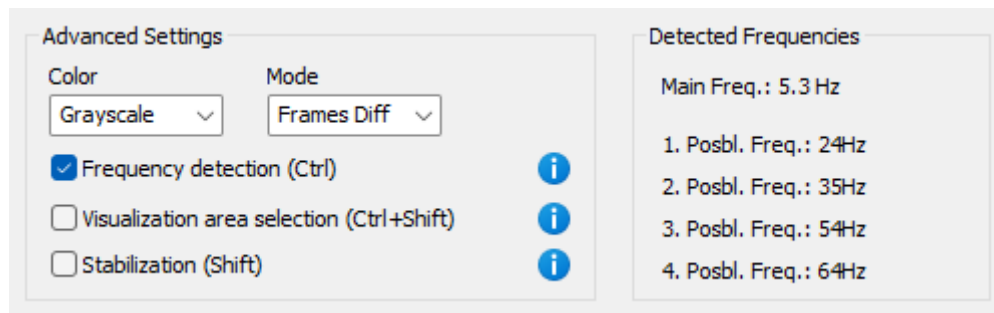 Advanced Settings
Color
Mode
Grayscale
Frames Diff
Frequency detection (Ctrl)
Visualization area selection (Ctrl+Shift)
Stabilization (Shift)
Detected Frequencies
Main Freq.: 5.3 Hz
1. Posbl. Freq.: 24Hz
2. Posbl. Freq.: 35Hz
3. Posbl. Freq.: 54Hz
4. Posbl. Freq.: 64Hz